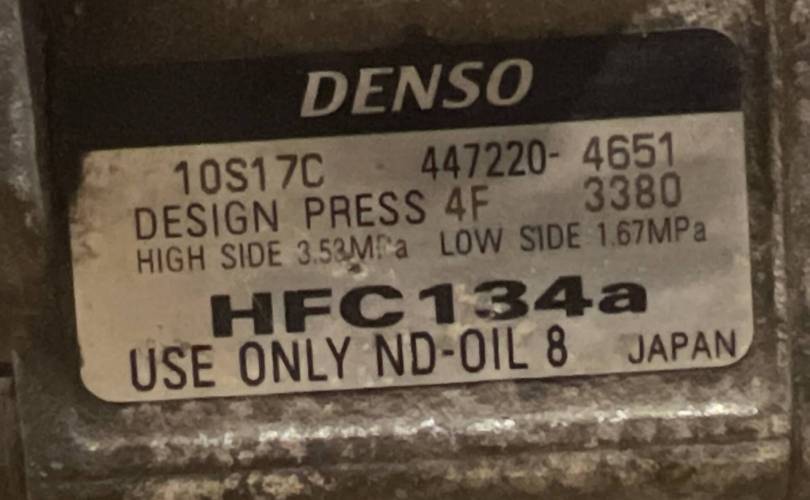 DENSO
10S17C 447220- 4651
DESIGN PRESS 4F 3380
HIGH SIDE 3.53MPa LOW SIDE 1.67MPa
HFC134a
USE ONLY ND-OIL 8 JAPAN